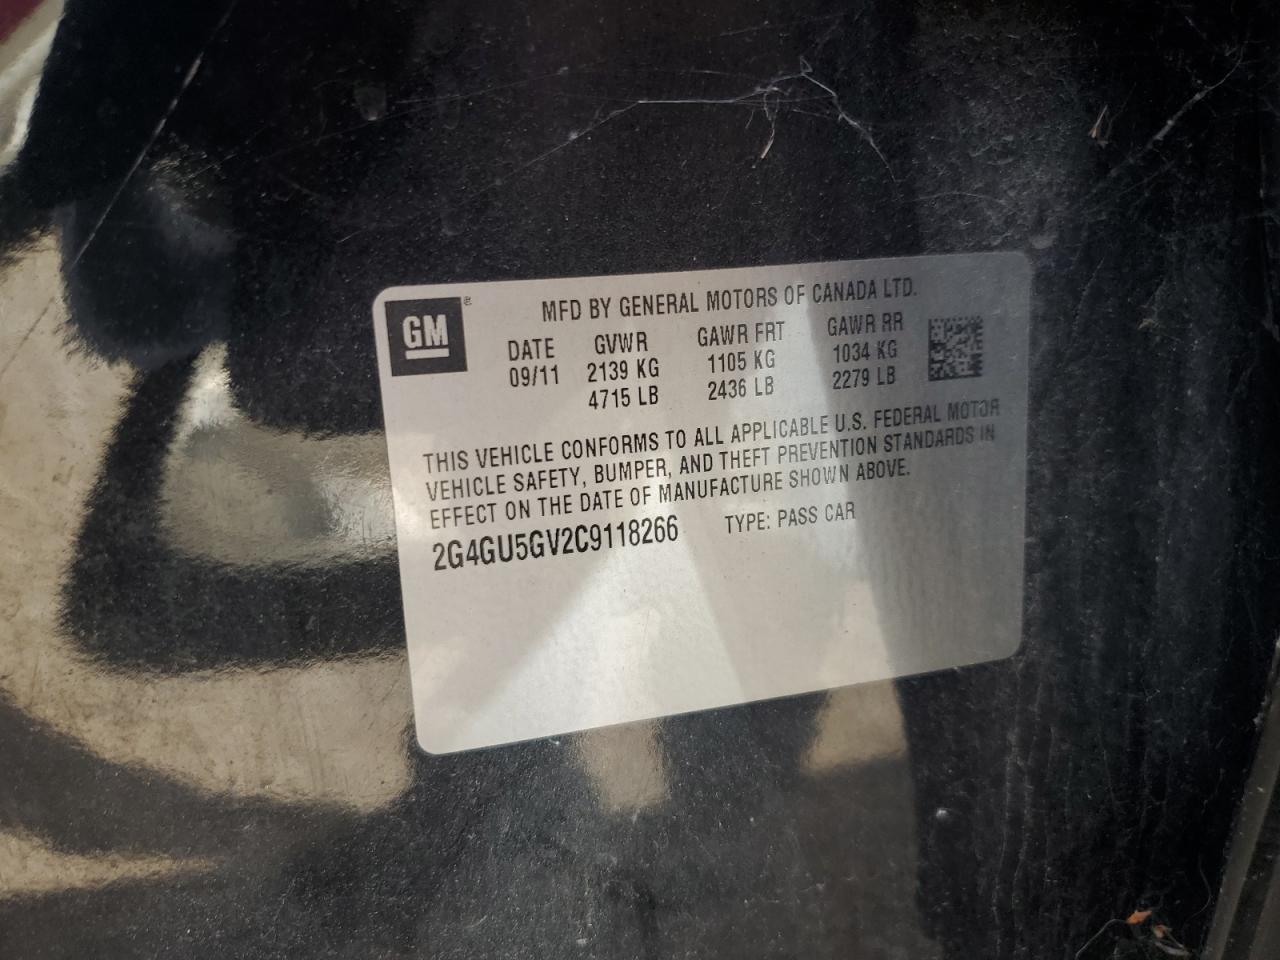 GM ®
MFD BY GENERAL MOTORS OF CANADA LTD.
DATE GVWR GAWR FRT GAWR RR
09/11 2139 KG 1105 KG 1034 KG
4715 LB 2436 LB 2279 LB
THIS VEHICLE CONFORMS TO ALL APPLICABLE U.S. FEDERAL MOTOR
VEHICLE SAFETY, BUMPER, AND THEFT PREVENTION STANDARDS IN
EFFECT ON THE DATE OF MANUFACTURE SHOWN ABOVE.
2G4GU5GV2C9118266 TYPE: PASS CAR